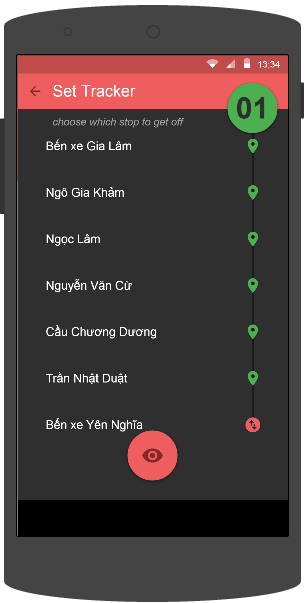 13:34
Set Tracker
01
choose which stop to get off
Bến xe Gia Lâm
Ngô Gia Khảm
Ngọc Lâm
Nguyễn Văn Cừ
Cầu Chương Dương
Trần Nhật Duật
Bến xe Yên Nghĩa